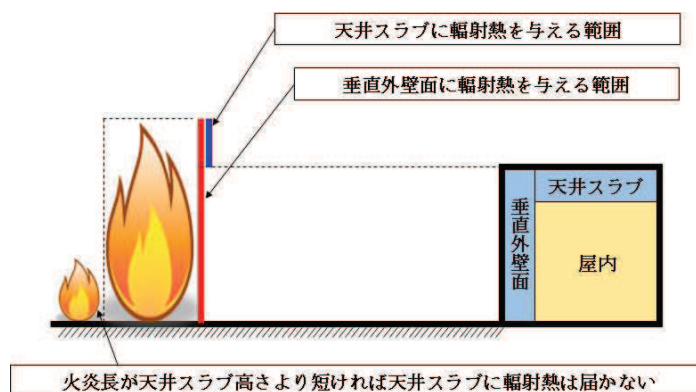 天井スラブに輻射熱を与える範囲
垂直外壁面に輻射熱を与える範囲
天井スラブ
垂直外壁面
屋内
火炎長が天井スラブ高さより短ければ天井スラブに輻射熱は届かない